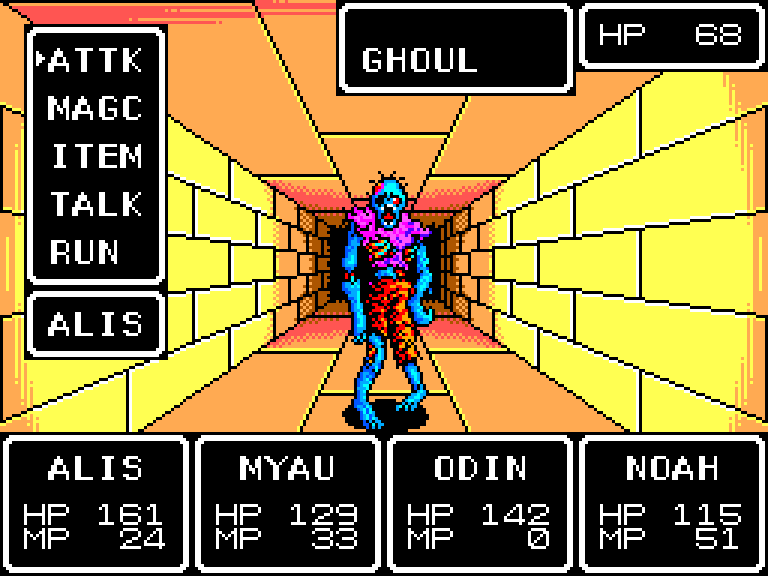 ATTK
MAGC
ITEM
TALK
RUN
ALIS
GHOUL
HP 68
ALIS
HP 161
MP 24
MYAU
HP 129
MP 33
ODIN
HP 142
MP 0
NOAH
HP 115
MP 51